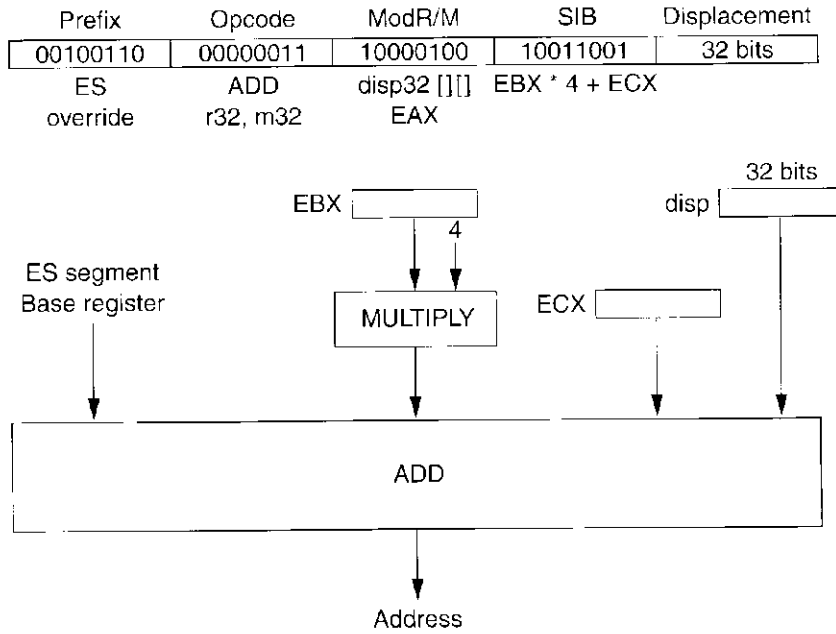 Prefix Opcode ModR/M SIB Displacement
00100110 00000011 10000100 10011001 32 bits
ES ADD disp32 [][] EBX * 4 + ECX
override r32, m32 EAX
32 bits
EBX disp
4
ES segment
Base register
MULTIPLY ECX
ADD
Address